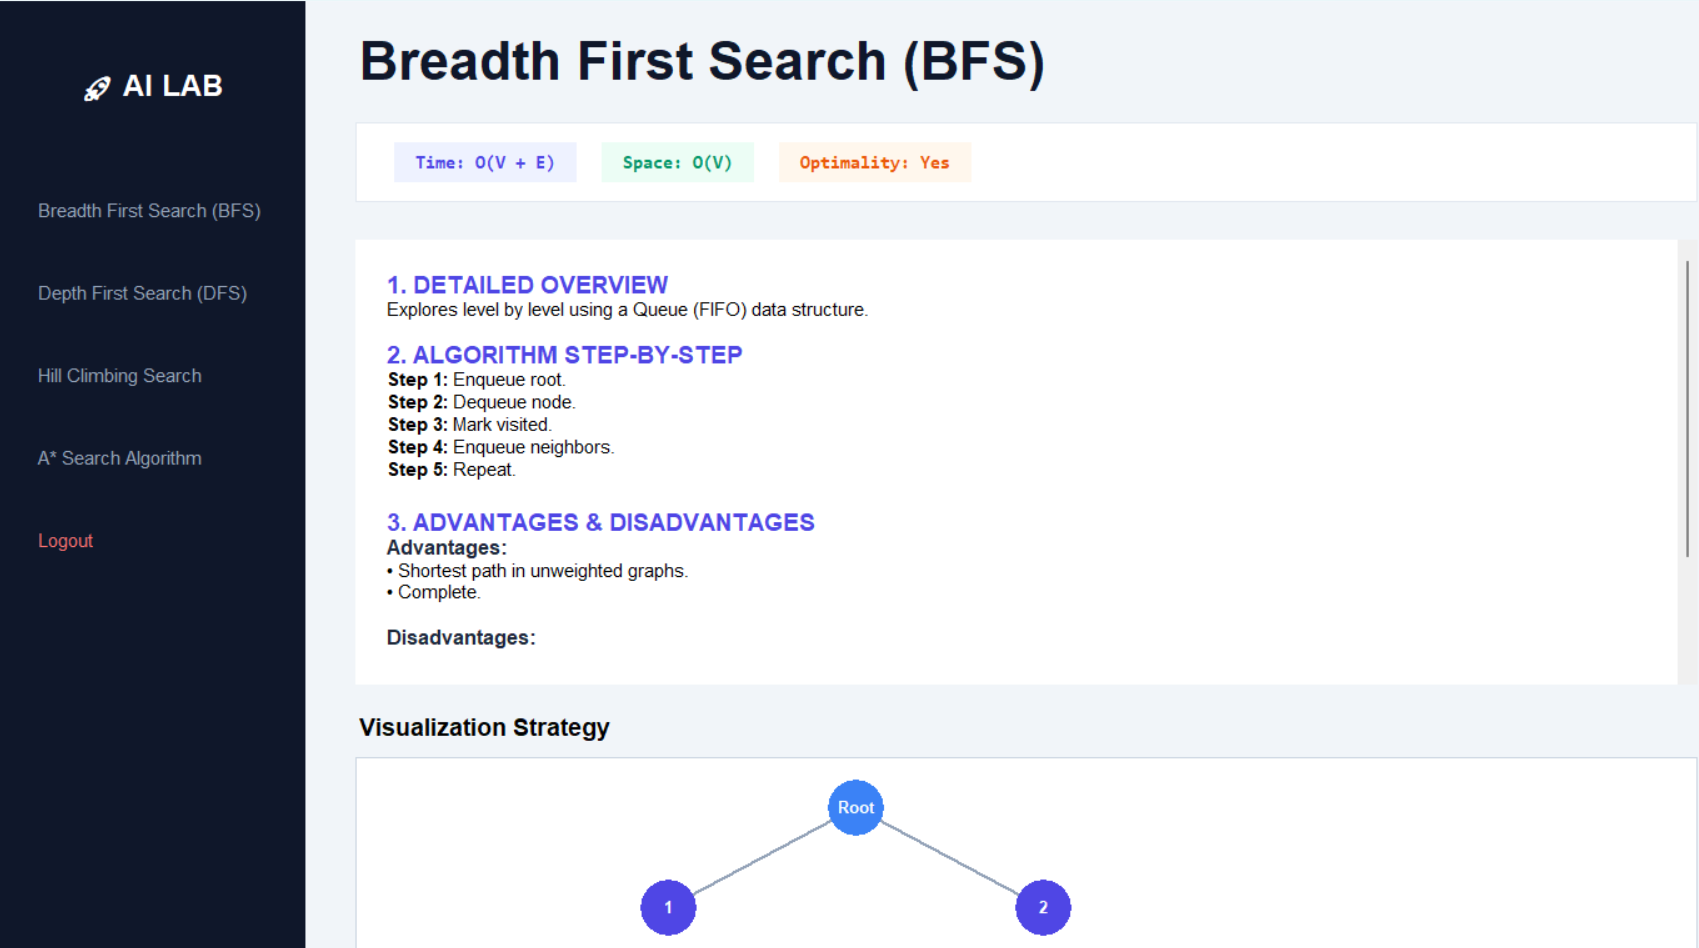 AI LAB
Breadth First Search (BFS)
Depth First Search (DFS)
Hill Climbing Search
A* Search Algorithm
Logout
Breadth First Search (BFS)
Time: O(V + E)
Space: O(V)
Optimality: Yes
1. DETAILED OVERVIEW
Explores level by level using a Queue (FIFO) data structure.
2. ALGORITHM STEP-BY-STEP
Step 1: Enqueue root.
Step 2: Dequeue node.
Step 3: Mark visited.
Step 4: Enqueue neighbors.
Step 5: Repeat.
3. ADVANTAGES & DISADVANTAGES
Advantages:
• Shortest path in unweighted graphs.
• Complete.
Disadvantages:
Visualization Strategy
Root
1
2